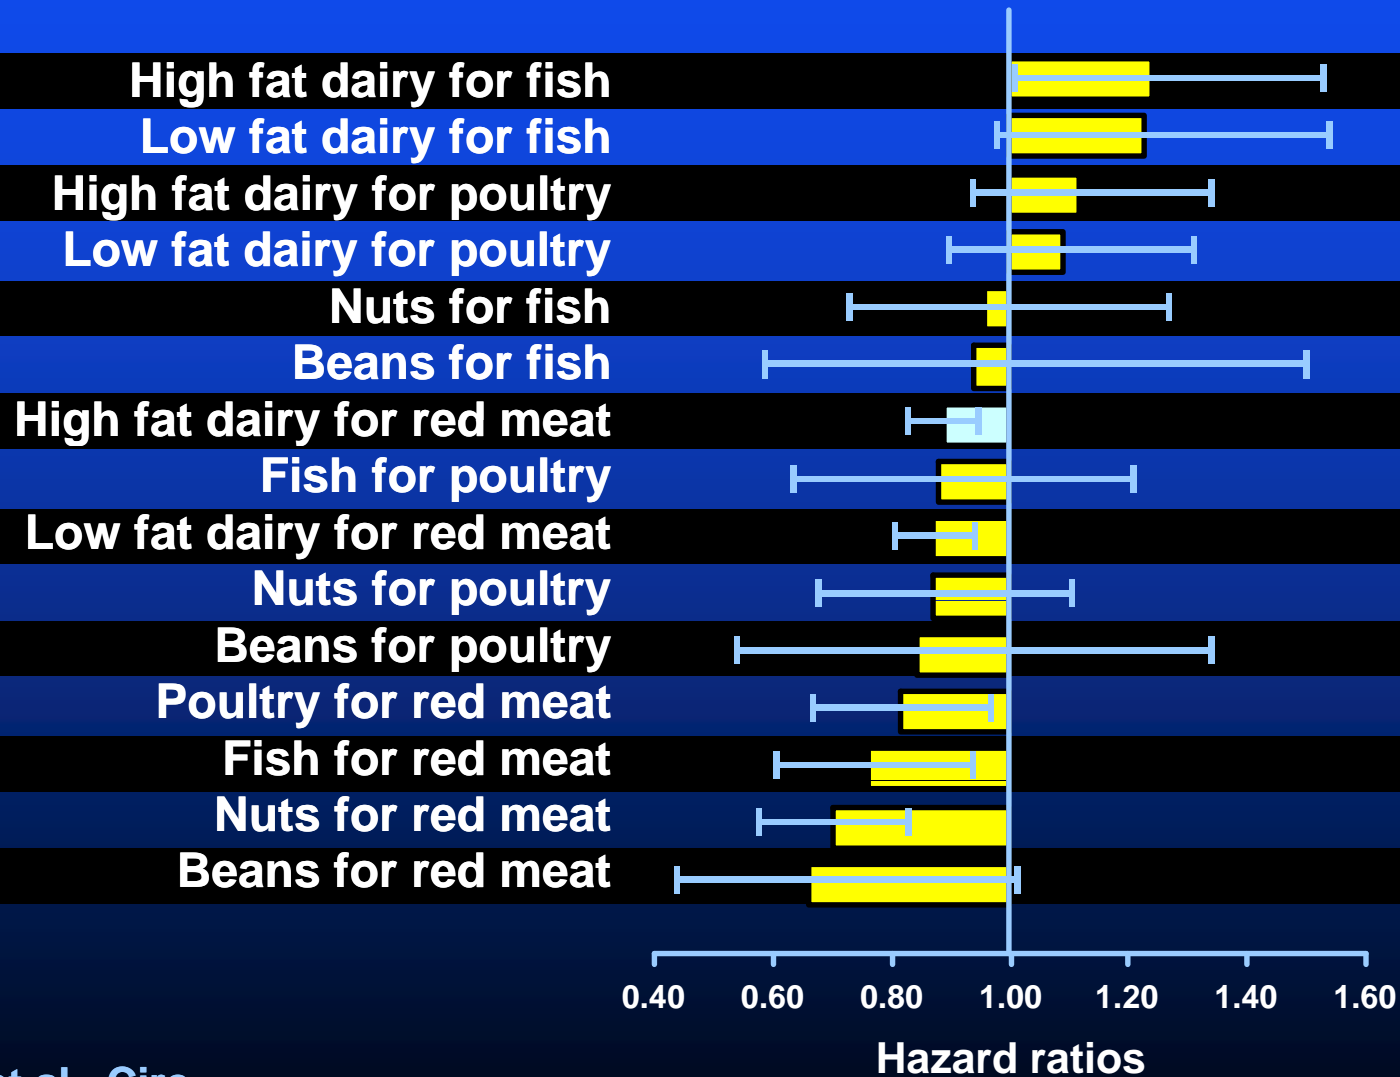 High fat dairy for fish
Low fat dairy for fish
High fat dairy for poultry
Low fat dairy for poultry
Nuts for fish
Beans for fish
High fat dairy for red meat
Fish for poultry
Low fat dairy for red meat
Nuts for poultry
Beans for poultry
Poultry for red meat
Fish for red meat
Nuts for red meat
Beans for red meat
0.40 0.60 0.80 1.00 1.20 1.40 1.60
Hazard ratios